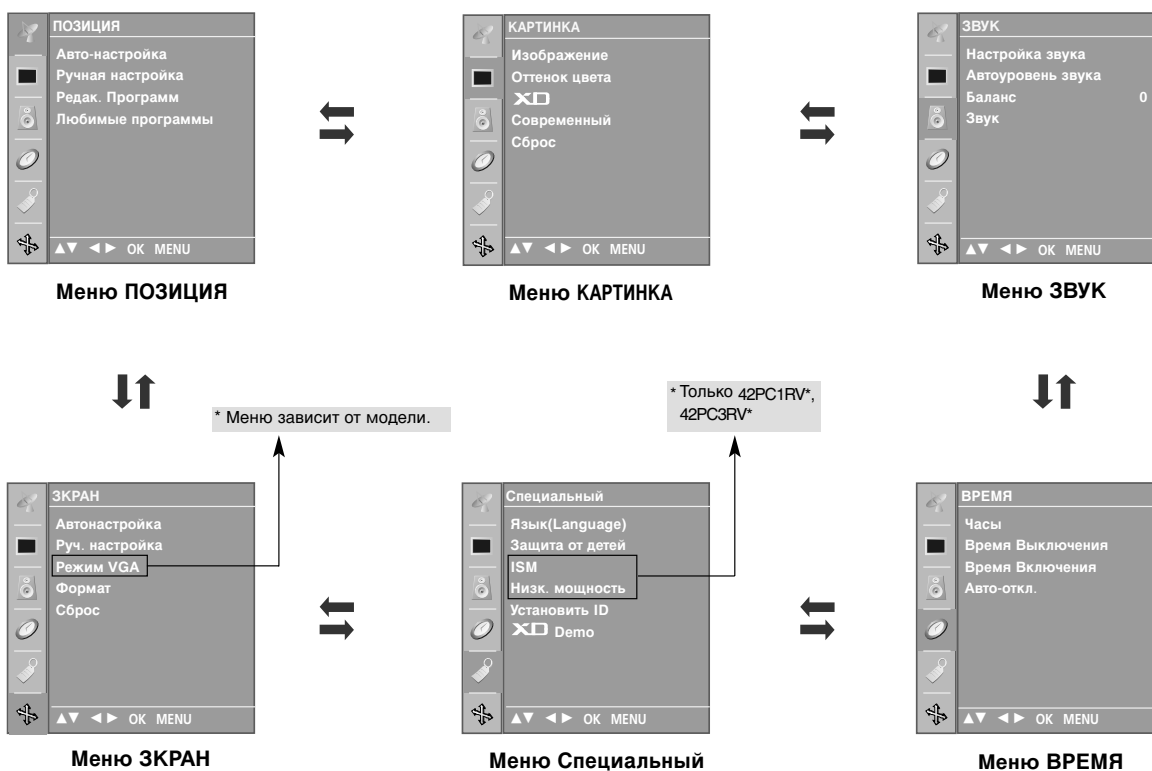 ПОЗИЦИЯ
Авто-настройка
Ручная настройка
Редак. Программ
Любимые программы
▲▼ ◄► OK MENU
Меню ПОЗИЦИЯ
КАРТИНКА
Изображение
Оттенок цвета
XD
Современный
Сброс
▲▼ ◄► OK MENU
Меню КАРТИНКА
ЗВУК
Настройка звука
Автоуровень звука
Баланс 0
Звук
▲▼ ◄► OK MENU
Меню ЗВУК
* Меню зависит от модели.
* Только 42PC1RV*,
42PC3RV*
ЗКРАН
Автонастройка
Руч. настройка
Режим VGA
Формат
Сброс
▲▼ ◄► OK MENU
Меню ЗКРАН
Специальный
Язык(Language)
Защита от детей
ISM
Низк. мощность
Установить ID
XD Demo
▲▼ ◄► OK MENU
Меню Специальный
ВРЕМЯ
Часы
Время Выключения
Время Включения
Авто-откл.
▲▼ ◄► OK MENU
Меню ВРЕМЯ